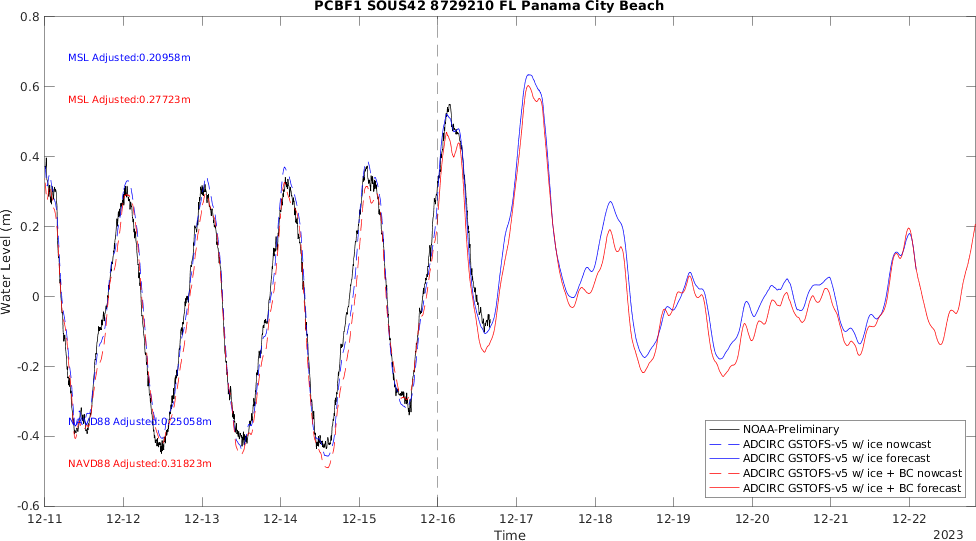 PCBF1 SOUS42 8729210 FL Panama City Beach
MSL Adjusted:0.20958m
MSL Adjusted:0.27723m
NAVD88 Adjusted:0.25058m
NAVD88 Adjusted:0.31823m
Water Level (m)
0.8
0.6
0.4
0.2
0
-0.2
-0.4
-0.6
NOAA-Preliminary
ADCIRC GSTOFS-v5 w/ ice nowcast
ADCIRC GSTOFS-v5 w/ ice forecast
ADCIRC GSTOFS-v5 w/ ice + BC nowcast
ADCIRC GSTOFS-v5 w/ ice + BC forecast
12-11 12-12 12-13 12-14 12-15 12-16 12-17 12-18 12-19 12-20 12-21 12-22
Time
2023